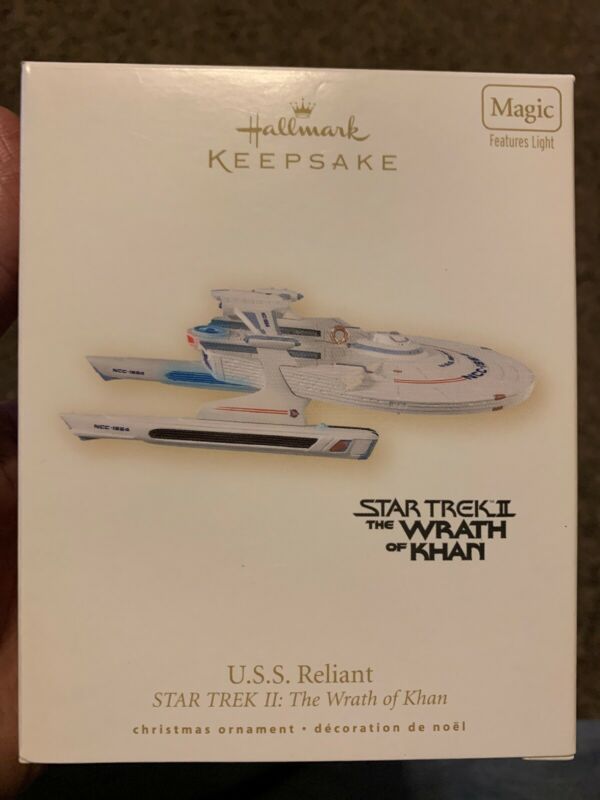 Magic
Features Light
Hallmark
KEEPSAKE
NCC-1864
NCC-1864
STAR TREK™ II
THE WRATH
OF KHAN
U.S.S. Reliant
STAR TREK II: The Wrath of Khan
christmas ornament • décoration de noël